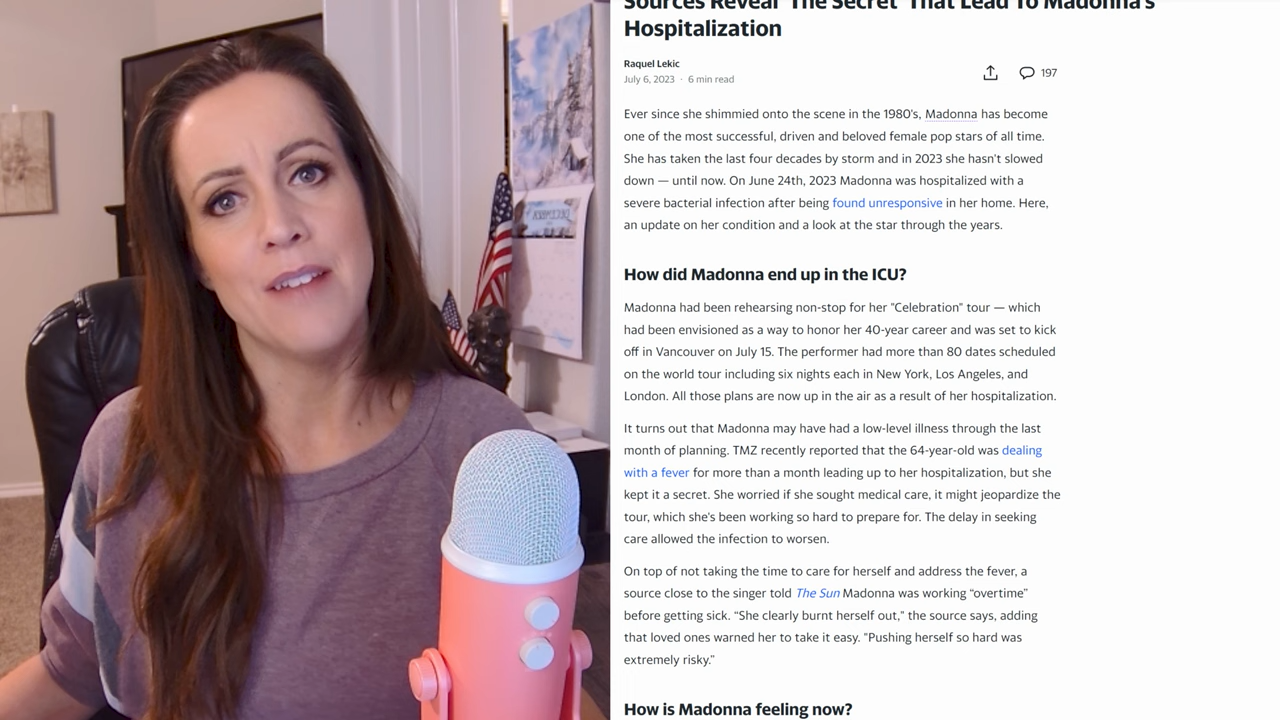 Sources Reveal 'The Secret' That Lead To Madonna's
Hospitalization
Raquel Lekic
July 6, 2023 · 6 min read
197
Ever since she shimmied onto the scene in the 1980's, Madonna has become
one of the most successful, driven and beloved female pop stars of all time.
She has taken the last four decades by storm and in 2023 she hasn't slowed
down — until now. On June 24th, 2023 Madonna was hospitalized with a
severe bacterial infection after being found unresponsive in her home. Here,
an update on her condition and a look at the star through the years.
How did Madonna end up in the ICU?
Madonna had been rehearsing non-stop for her "Celebration" tour — which
had been envisioned as a way to honor her 40-year career and was set to kick
off in Vancouver on July 15. The performer had more than 80 dates scheduled
on the world tour including six nights each in New York, Los Angeles, and
London. All those plans are now up in the air as a result of her hospitalization.
It turns out that Madonna may have had a low-level illness through the last
month of planning. TMZ recently reported that the 64-year-old was dealing
with a fever for more than a month leading up to her hospitalization, but she
kept it a secret. She worried if she sought medical care, it might jeopardize the
tour, which she's been working so hard to prepare for. The delay in seeking
care allowed the infection to worsen.
On top of not taking the time to care for herself and address the fever, a
source close to the singer told The Sun Madonna was working “overtime”
before getting sick. “She clearly burnt herself out," the source says, adding
that loved ones warned her to take it easy. "Pushing herself so hard was
extremely risky.”
How is Madonna feeling now?